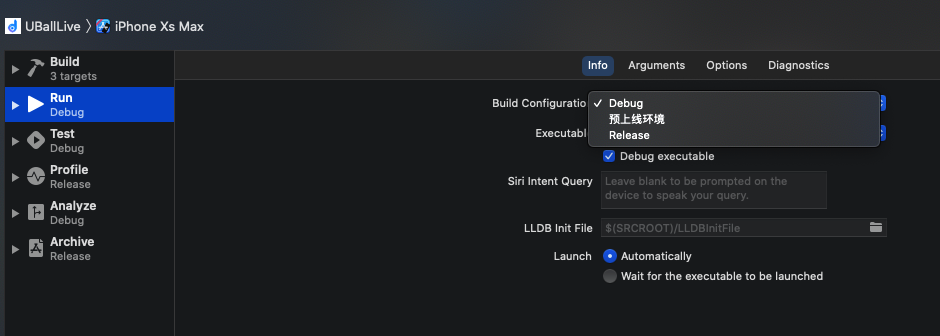 UBallLive
iPhone Xs Max
Build
3 targets
Run
Debug
Test
Debug
Profile
Release
Analyze
Debug
Archive
Release
Info
Arguments
Options
Diagnostics
Build Configuratio
Debug
预上线环境
Release
Executabl
Debug executable
Siri Intent Query
Leave blank to be prompted on the
device to speak your query.
LLDB Init File
$(SRCROOT)/LLDBInitFile
Launch
Automatically
Wait for the executable to be launched